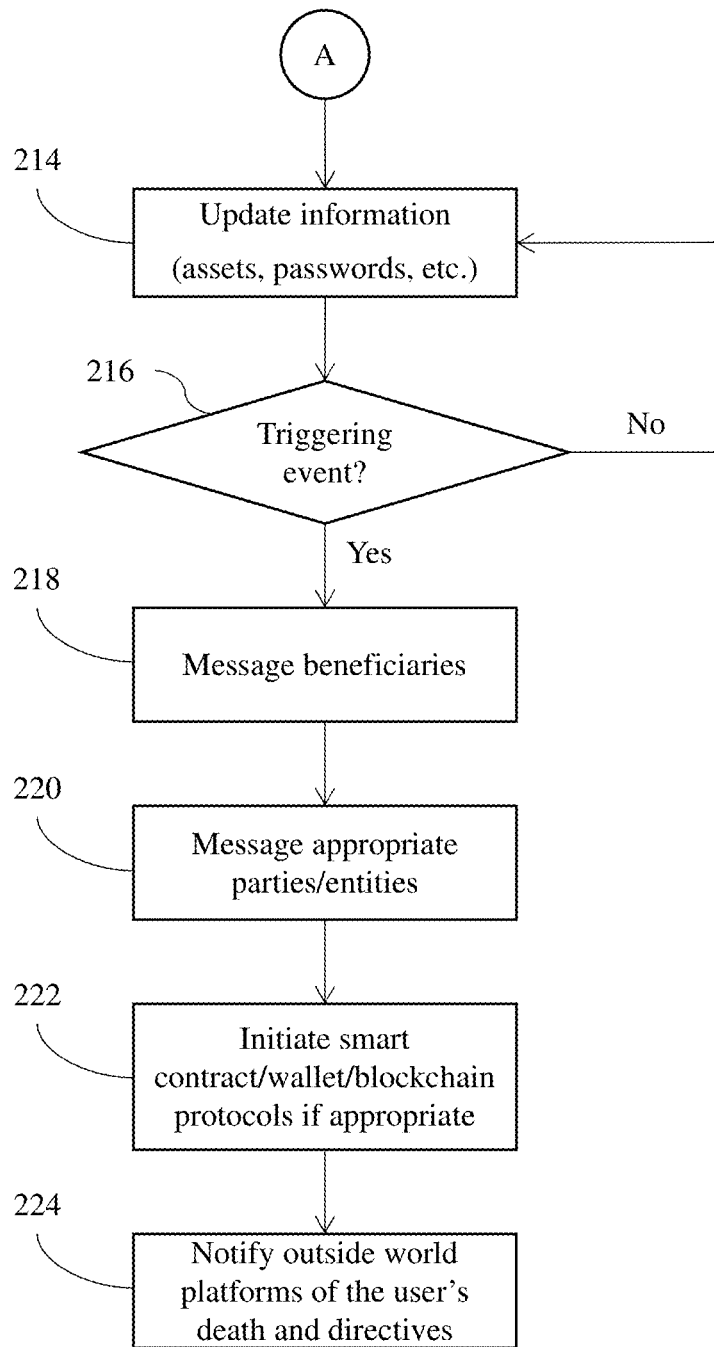 A
214
Update information
(assets, passwords, etc.)
216
Triggering
event?
No
Yes
218
Message beneficiaries
220
Message appropriate
parties/entities
222
Initiate smart
contract/wallet/blockchain
protocols if appropriate
224
Notify outside world
platforms of the user’s
death and directives